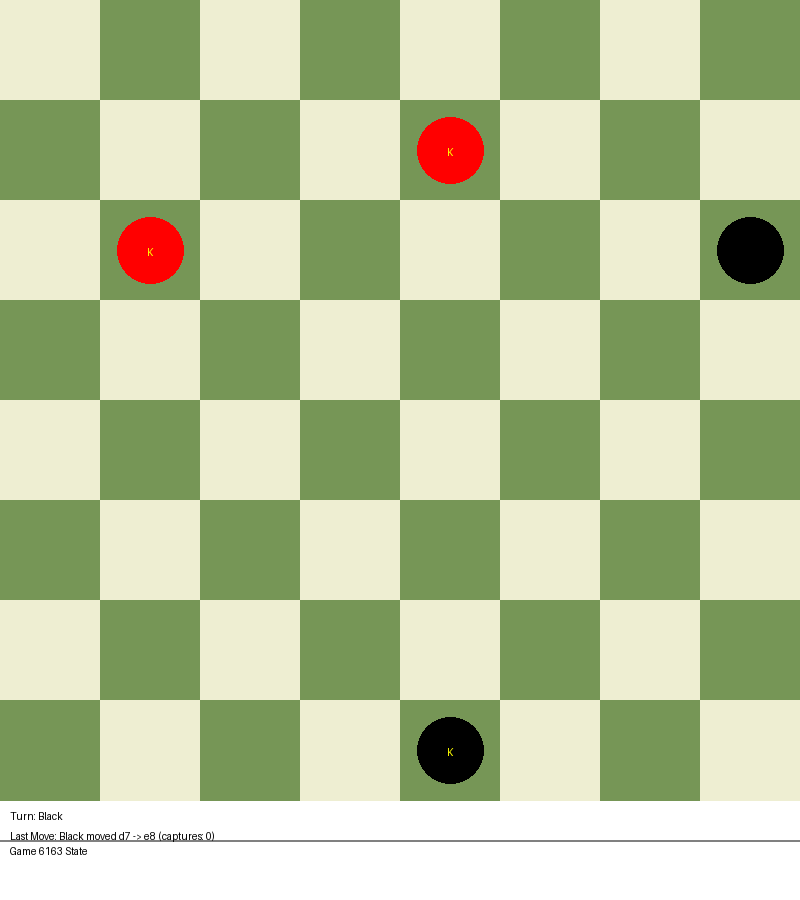 K
K
K
Turn: Black
Last Move: Black moved d7 -> e8 (captures: 0)
Game 6163 State